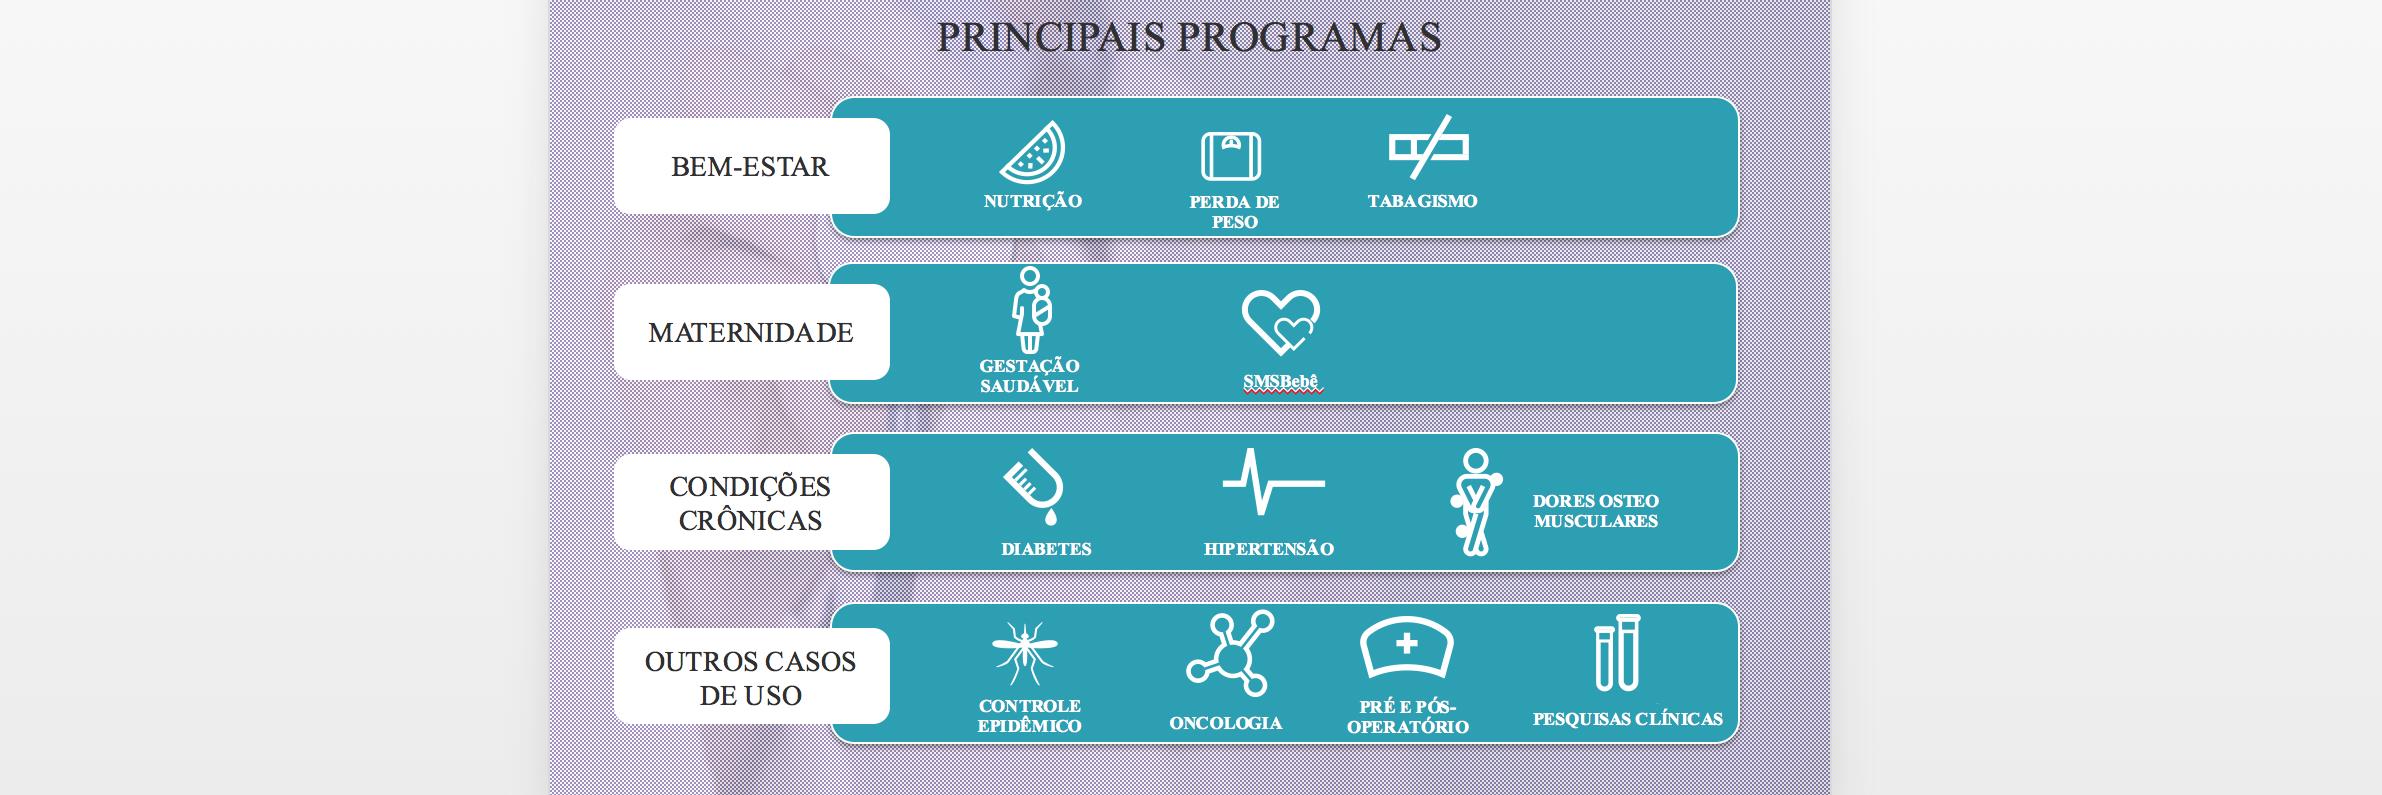 PRINCIPAIS PROGRAMAS
BEM-ESTAR
NUTRIÇÃO
PERDA DE
PESO
TABAGISMO
MATERNIDADE
GESTAÇÃO
SAUDÁVEL
SMSBebê
CONDIÇÕES
CRÔNICAS
DIABETES
HIPERTENSÃO
DORES OSTEO
MUSCULARES
OUTROS CASOS
DE USO
CONTROLE
EPIDÊMICO
ONCOLOGIA
PRÉ E PÓS-
OPERATÓRIO
PESQUISAS CLÍNICAS